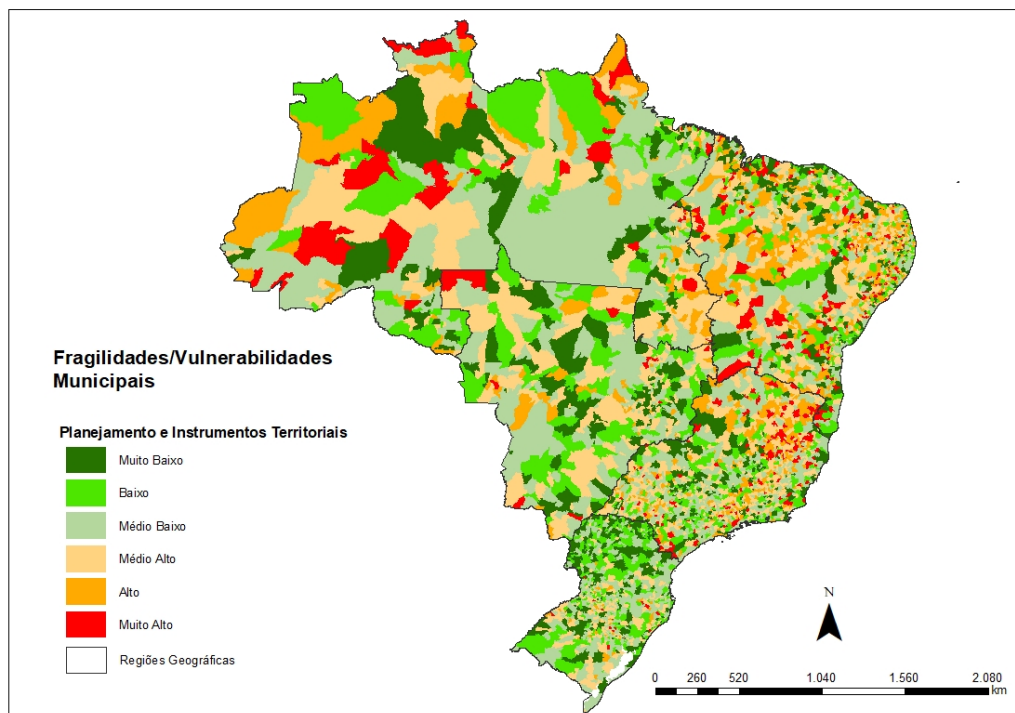 Fragilidades/Vulnerabilidades
Municipais
Planejamento e Instrumentos Territoriais
Muito Baixo
Baixo
Médio Baixo
Médio Alto
Alto
Muito Alto
Regiões Geográficas
N
0 260 520 1.040 1.560 2.080
km